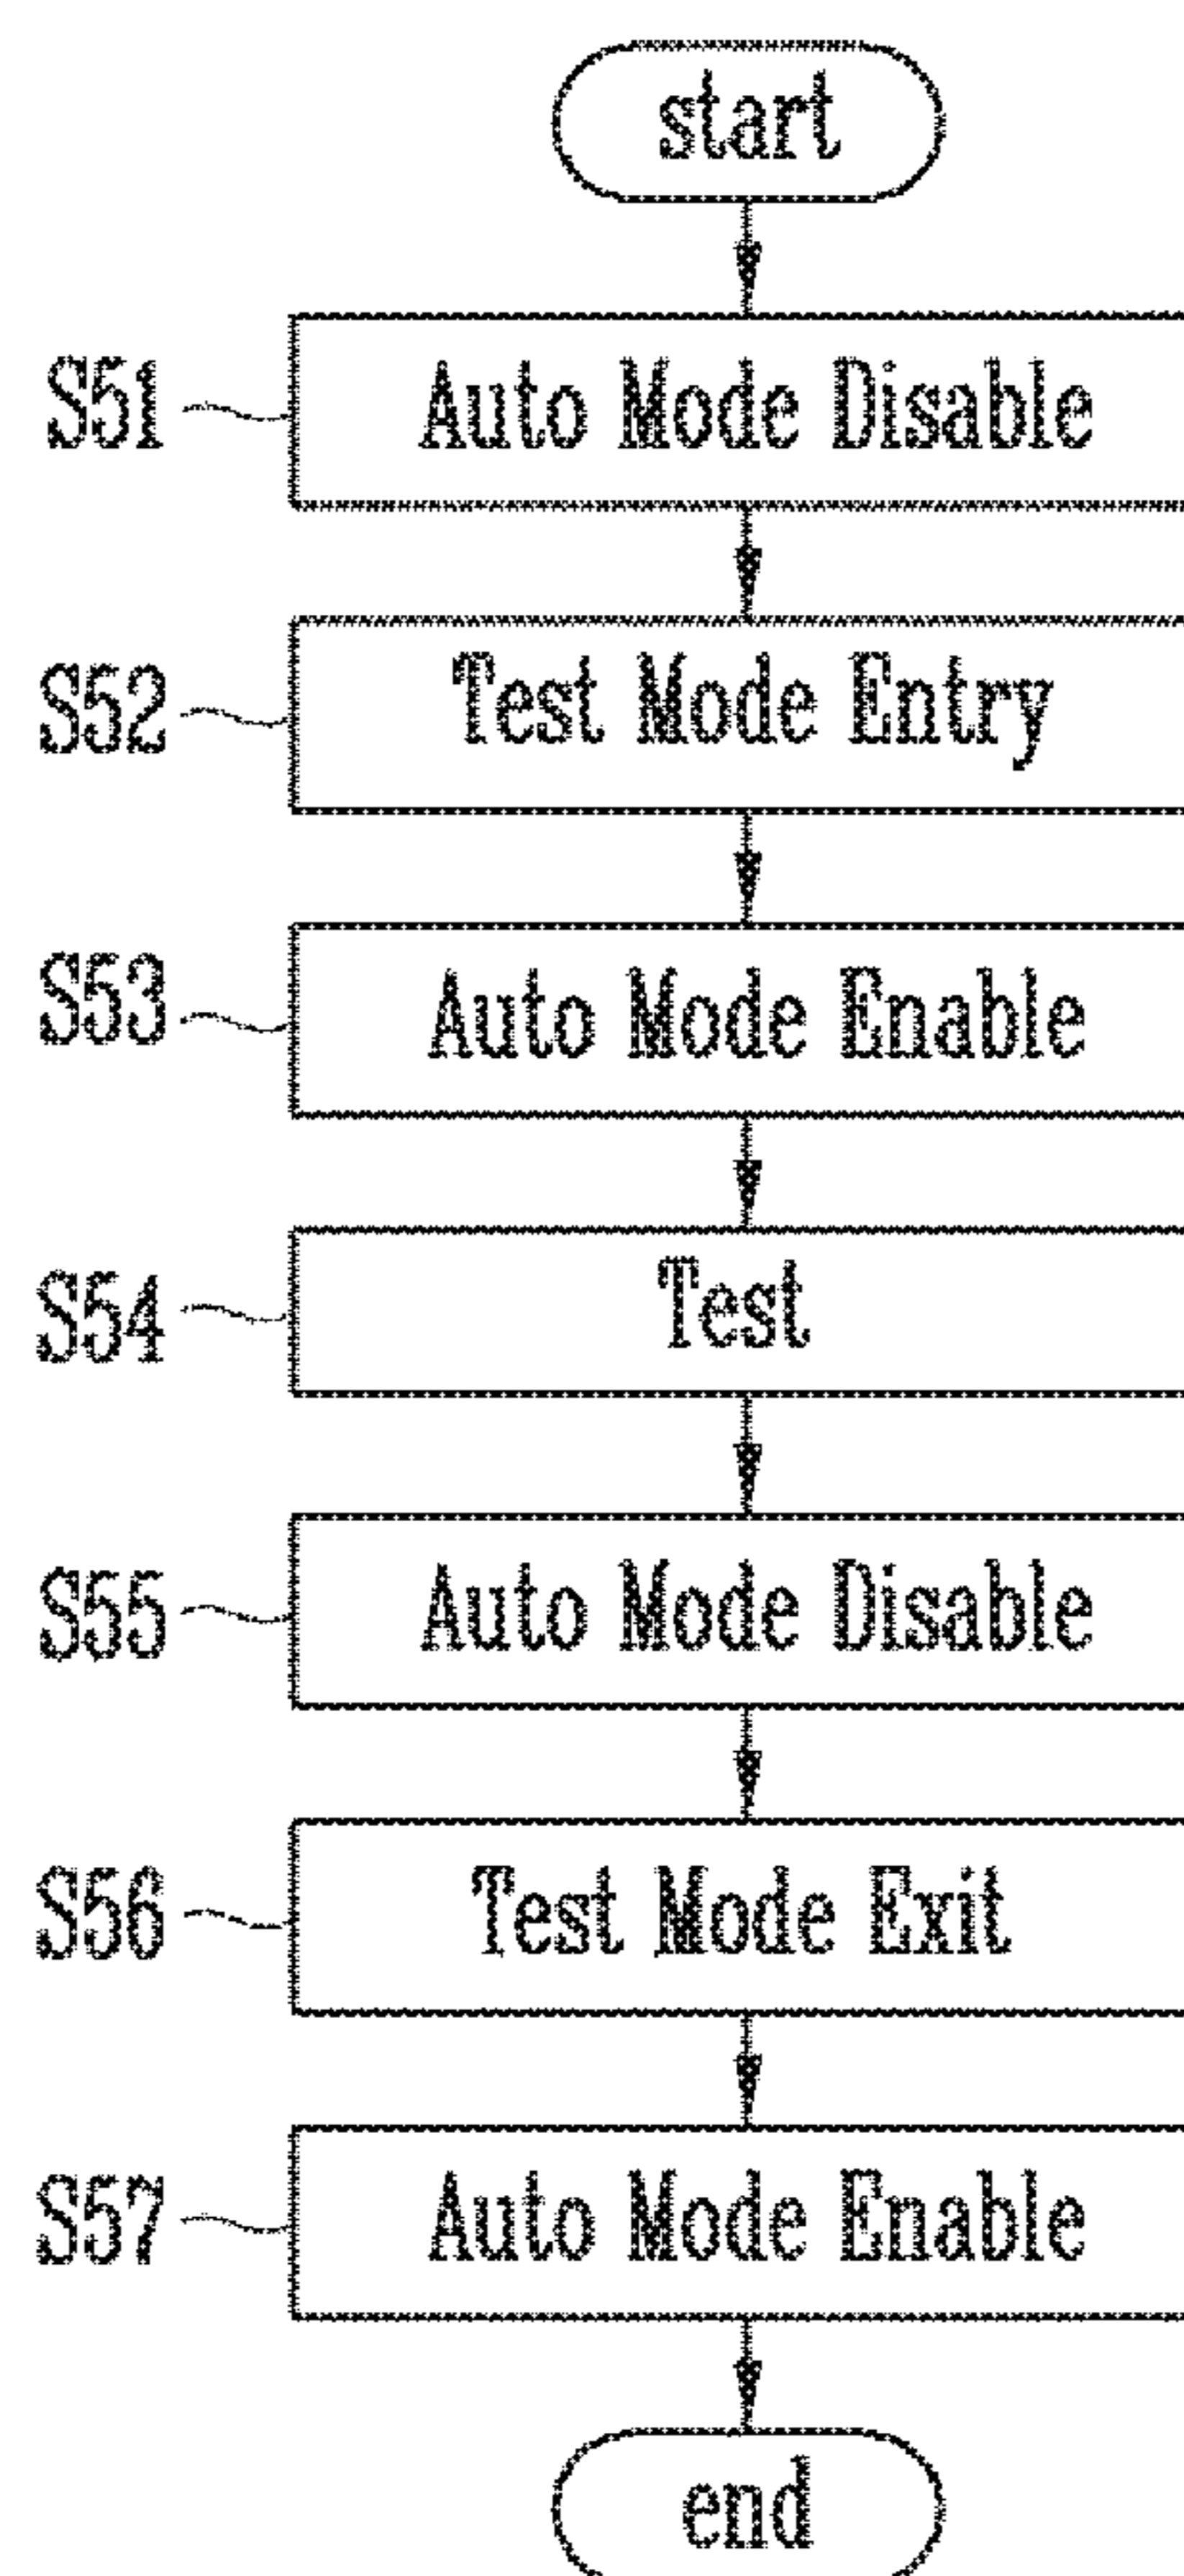 start
S51 Auto Mode Disable
S52 Test Mode Entry
S53 Auto Mode Enable
S54 Test
S55 Auto Mode Disable
S56 Test Mode Exit
S57 Auto Mode Enable
end